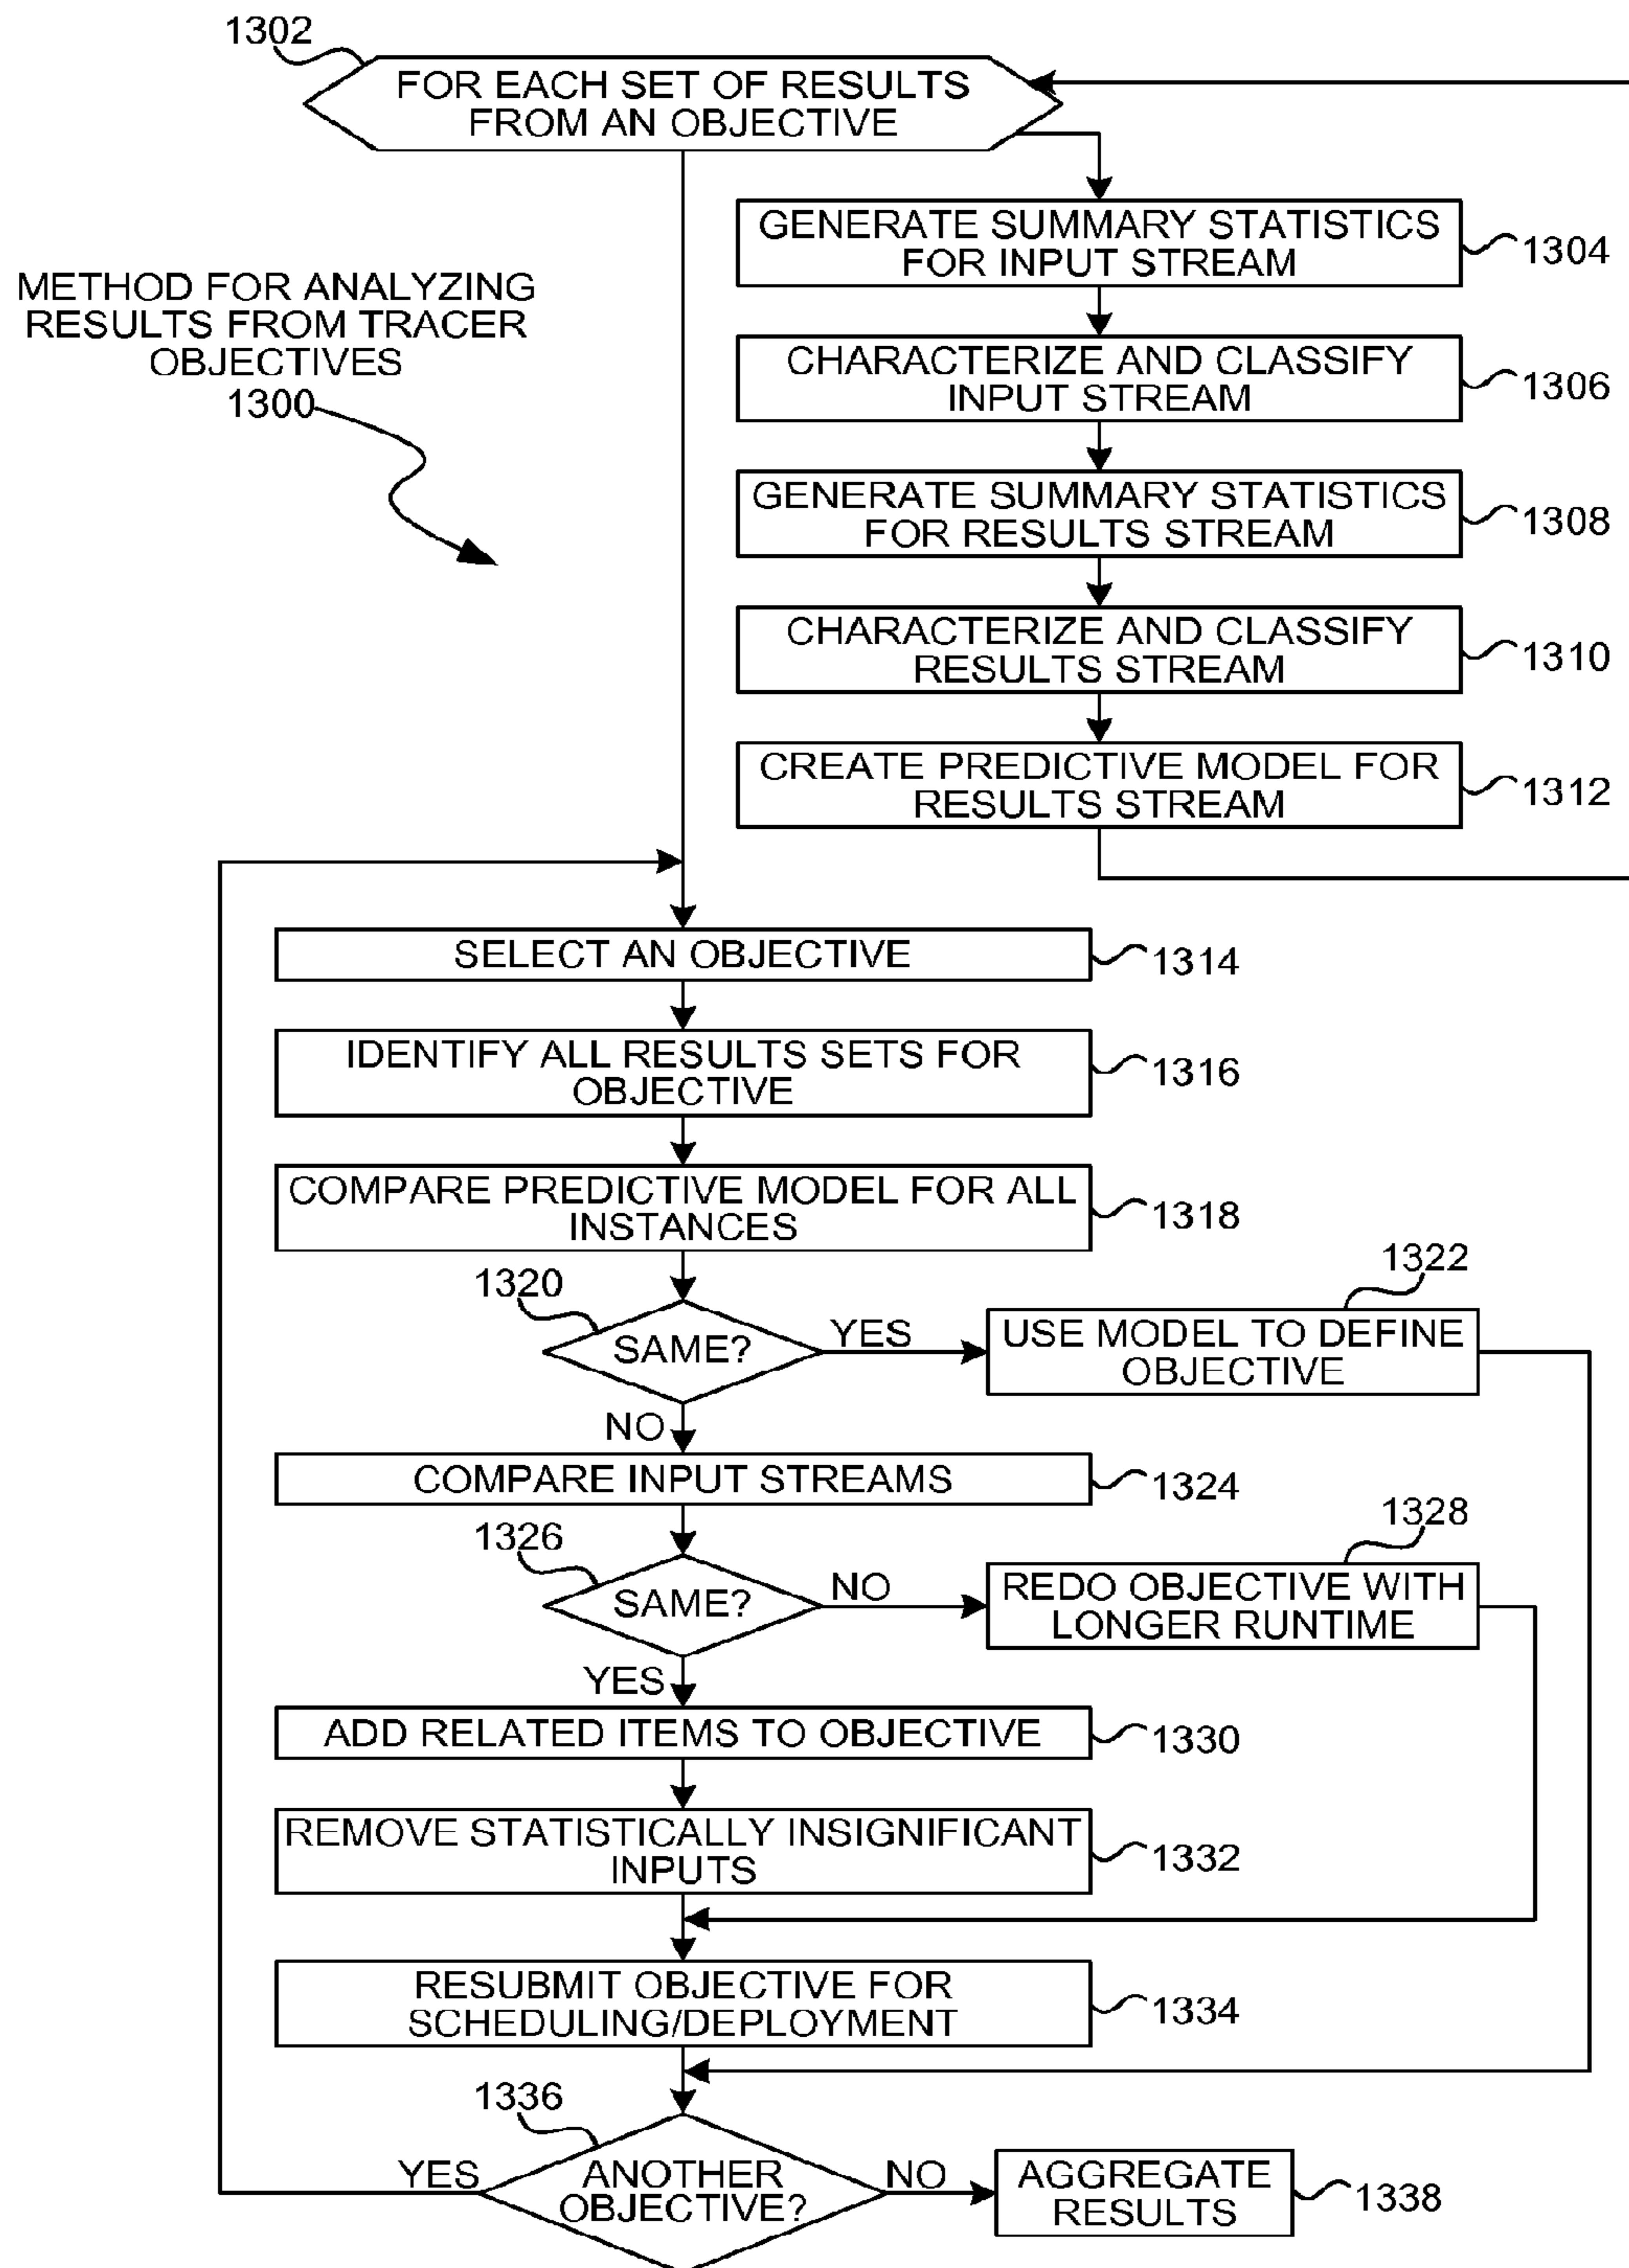 1302
FOR EACH SET OF RESULTS
FROM AN OBJECTIVE
GENERATE SUMMARY STATISTICS
FOR INPUT STREAM
1304
METHOD FOR ANALYZING
RESULTS FROM TRACER
OBJECTIVES
1300
CHARACTERIZE AND CLASSIFY
INPUT STREAM
1306
GENERATE SUMMARY STATISTICS
FOR RESULTS STREAM
1308
CHARACTERIZE AND CLASSIFY
RESULTS STREAM
1310
CREATE PREDICTIVE MODEL FOR
RESULTS STREAM
1312
SELECT AN OBJECTIVE
1314
IDENTIFY ALL RESULTS SETS FOR
OBJECTIVE
1316
COMPARE PREDICTIVE MODEL FOR ALL
INSTANCES
1318
1320
SAME?
YES
1322
USE MODEL TO DEFINE
OBJECTIVE
NO
COMPARE INPUT STREAMS
1324
1326
SAME?
NO
1328
REDO OBJECTIVE WITH
LONGER RUNTIME
YES
ADD RELATED ITEMS TO OBJECTIVE
1330
REMOVE STATISTICALLY INSIGNIFICANT
INPUTS
1332
RESUBMIT OBJECTIVE FOR
SCHEDULING/DEPLOYMENT
1334
1336
YES
ANOTHER
OBJECTIVE?
NO
AGGREGATE
RESULTS
1338